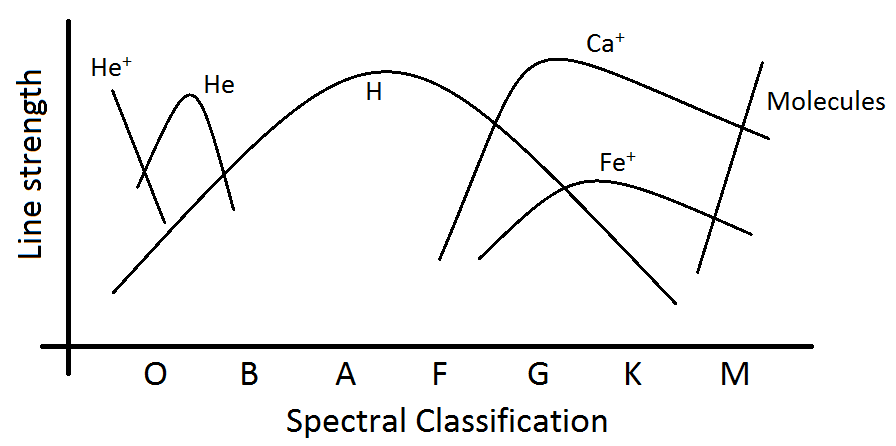 He⁺
He
H
Ca⁺
Molecules
Fe⁺
Line strength
O B A F G K M
Spectral Classification